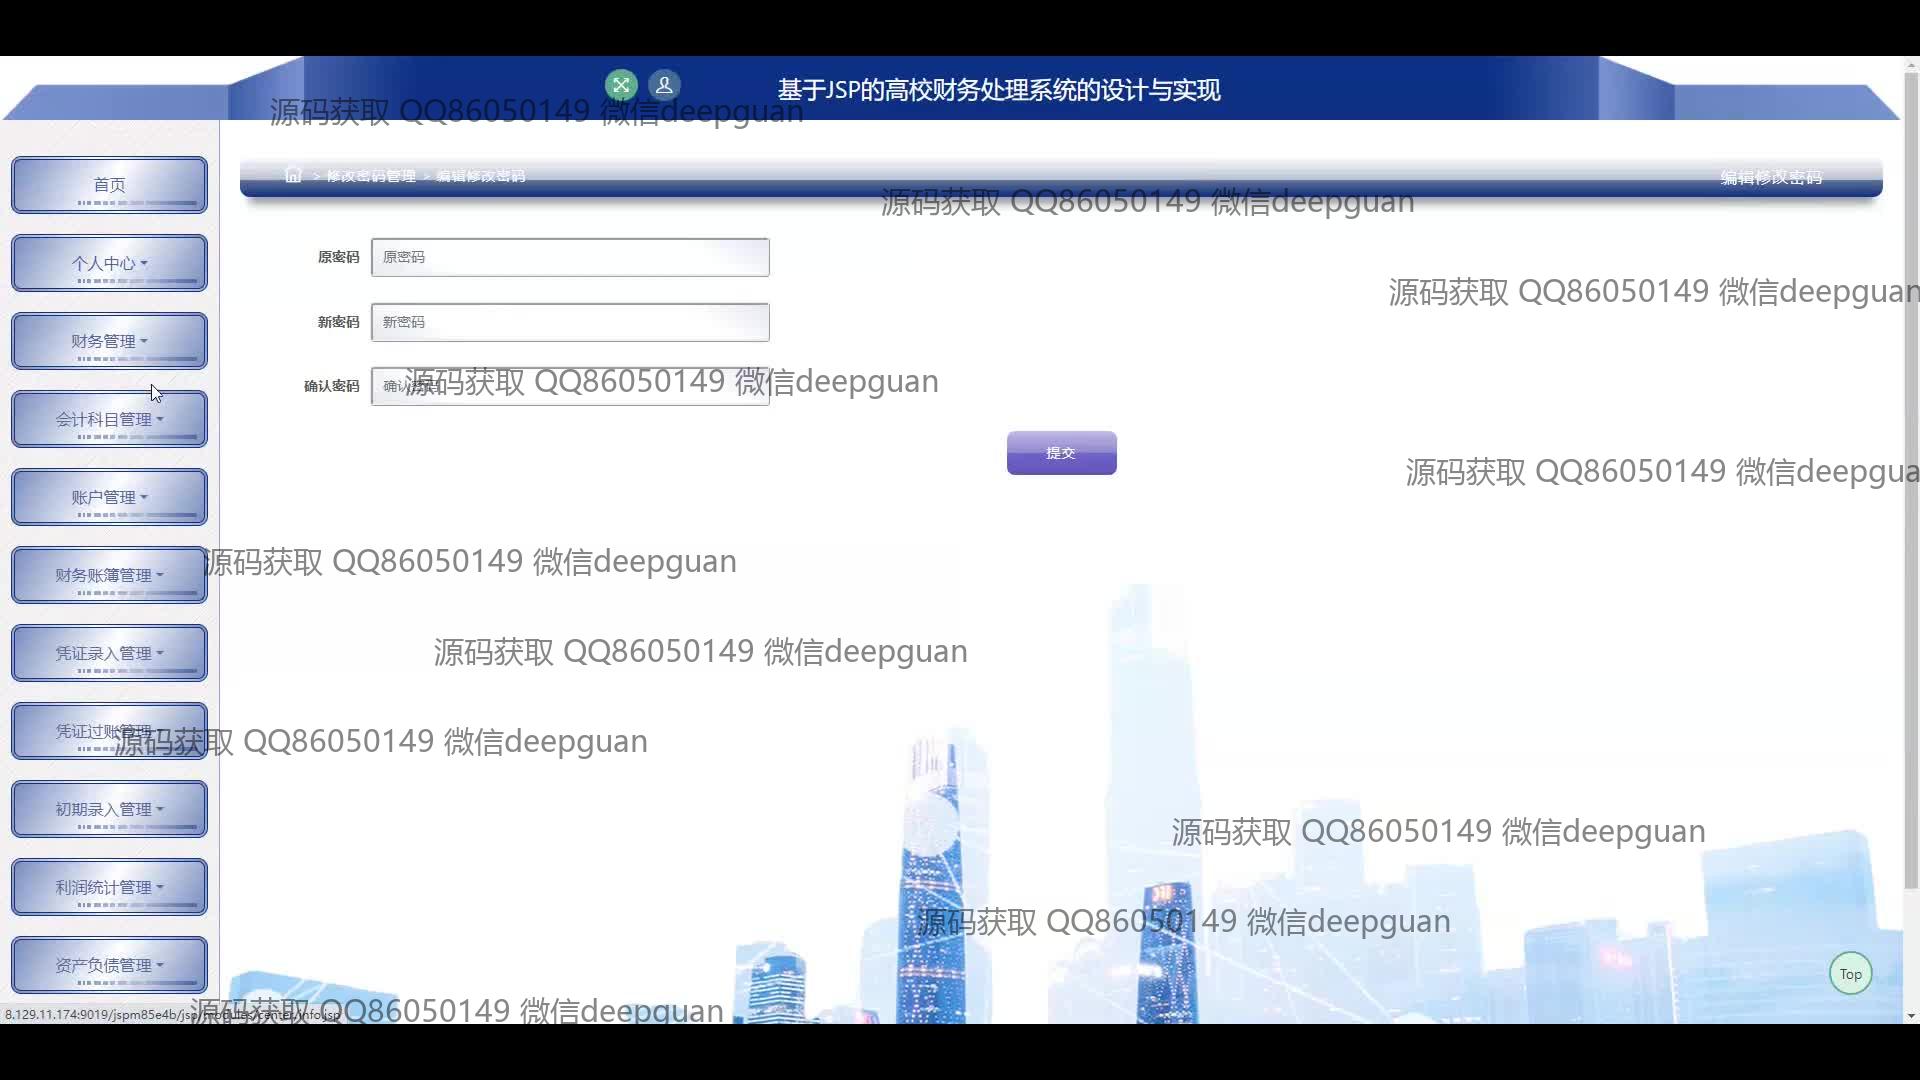 基于JSP的高校财务处理系统的设计与实现
源码获取 QQ86050149 微信deepguan
> 修改密码管理 > 编辑修改密码
编辑修改密码
源码获取 QQ86050149 微信deepguan
首页
原密码 原密码
个人中心
源码获取 QQ86050149 微信deepguan
新密码 新密码
财务管理
确认密码 确认密码
源码获取 QQ86050149 微信deepguan
会计科目管理
提交
源码获取 QQ86050149 微信deepgua
账户管理
源码获取 QQ86050149 微信deepguan
财务账簿管理
源码获取 QQ86050149 微信deepguan
凭证录入管理
凭证过账管理
源码获取 QQ86050149 微信deepguan
初期录入管理
源码获取 QQ86050149 微信deepguan
利润统计管理
源码获取 QQ86050149 微信deepguan
资产负债管理
Top
源码获取 QQ86050149 微信deepguan
8.129.11.174:9019/jspm85e4b/jsp/modules/center/info.jsp